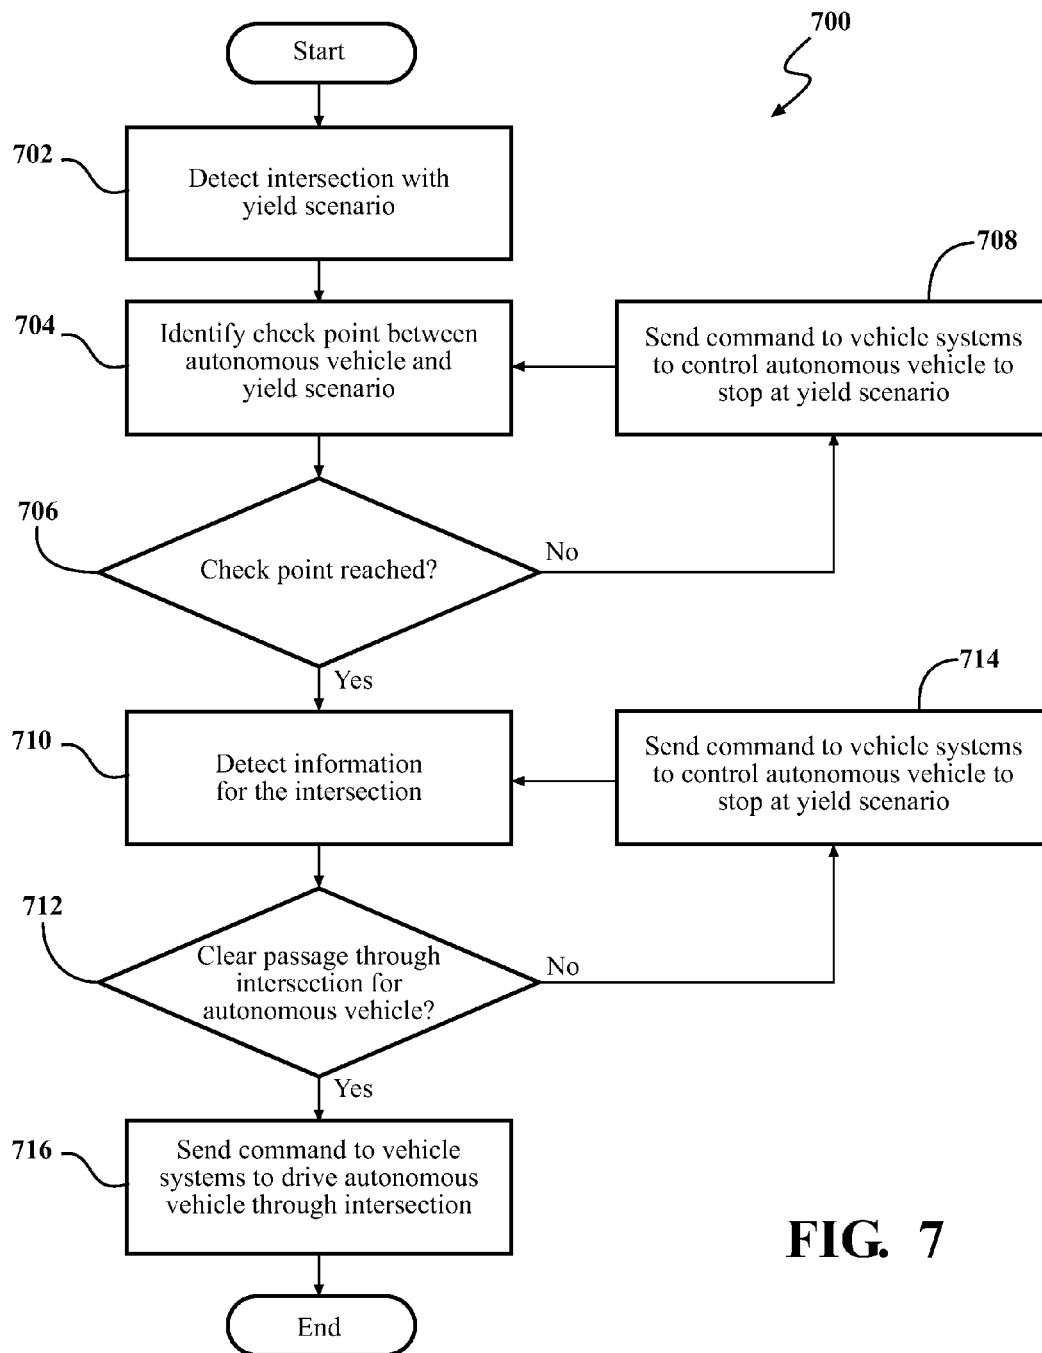 Start
700
702
Detect intersection with
yield scenario
708
704
Identify check point between
autonomous vehicle and
yield scenario
Send command to vehicle systems
to control autonomous vehicle to
stop at yield scenario
706
Check point reached?
No
Yes
714
710
Detect information
for the intersection
Send command to vehicle systems
to control autonomous vehicle to
stop at yield scenario
712
Clear passage through
intersection for
autonomous vehicle?
No
Yes
716
Send command to vehicle
systems to drive autonomous
vehicle through intersection
FIG. 7
End